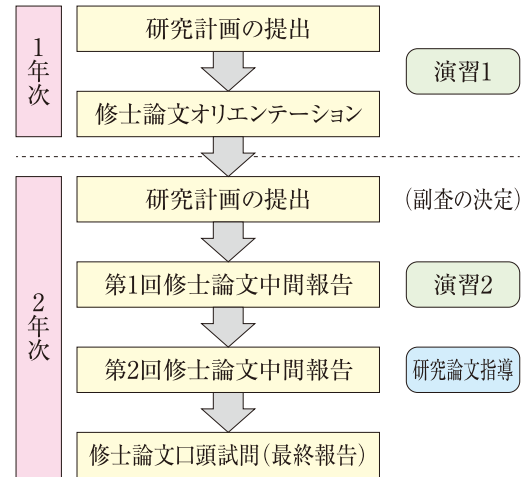 1年次
研究計画の提出
演習1
修士論文オリエンテーション
2年次
研究計画の提出
(副査の決定)
第1回修士論文中間報告
演習2
第2回修士論文中間報告
研究論文指導
修士論文口頭試問(最終報告)